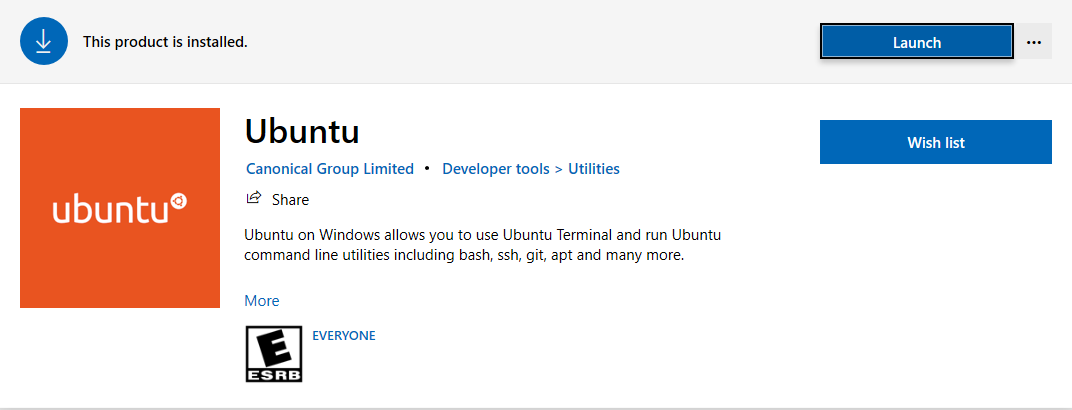 This product is installed.
Launch
...
ubuntu
Ubuntu
Canonical Group Limited • Developer tools > Utilities
Share
Wish list
Ubuntu on Windows allows you to use Ubuntu Terminal and run Ubuntu
command line utilities including bash, ssh, git, apt and many more.
More
E
ESRB
EVERYONE